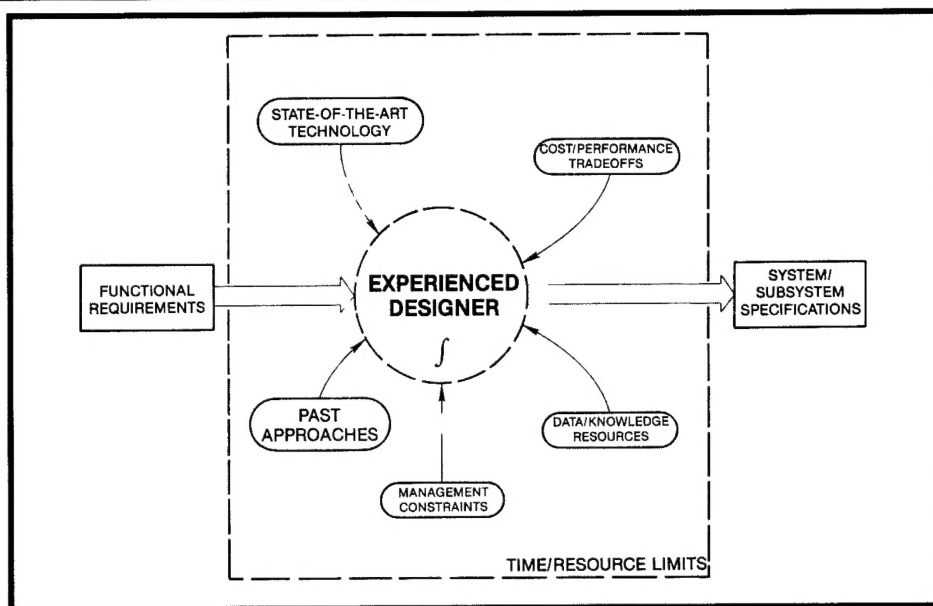 STATE-OF-THE-ART
TECHNOLOGY
COST/PERFORMANCE
TRADEOFFS
FUNCTIONAL
REQUIREMENTS
EXPERIENCED
DESIGNER
∫
SYSTEM/
SUBSYSTEM
SPECIFICATIONS
PAST
APPROACHES
DATA/KNOWLEDGE
RESOURCES
MANAGEMENT
CONSTRAINTS
TIME/RESOURCE LIMITS